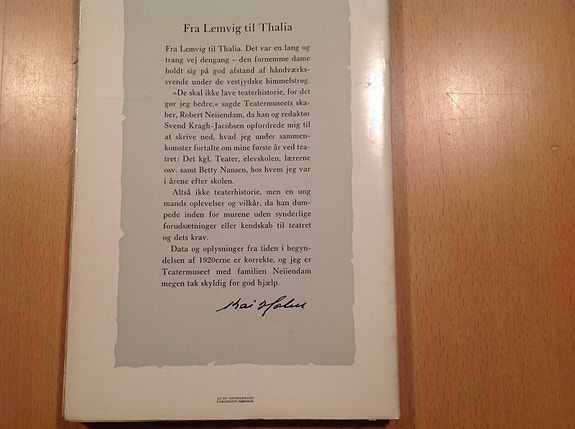 Fra Lemvig til Thalia
Fra Lemvig til Thalia. Det var en lang og
trang vej dengang – den fornemme dame
holdt sig på god afstand af håndværks-
svende under de vestjydske himmelstrøg.
»De skal ikke lave teaterhistorie, for det
gør jeg bedre,« sagde Teatermuseets ska-
ber, Robert Neiiendam, da han og redaktør
Svend Kragh-Jacobsen opfordrede mig til
at skrive ned, hvad jeg under sammen-
komster fortalte om mine første år ved tea-
tret: Det kgl. Teater, elevskolen, lærerne
osv. samt Betty Nansen, hos hvem jeg var
i årene efter skolen.
Altså ikke teaterhistorie, men en ung
mands oplevelser og vilkår, da han dum-
pede inden for murene uden synderlige
forudsætninger eller kendskab til teatret
og dets krav.
Data og oplysninger fra tiden i begyn-
delsen af 1920erne er korrekte, og jeg er
Teatermuseet med familien Neiiendam
megen tak skyldig for god hjælp.
Kai Holm